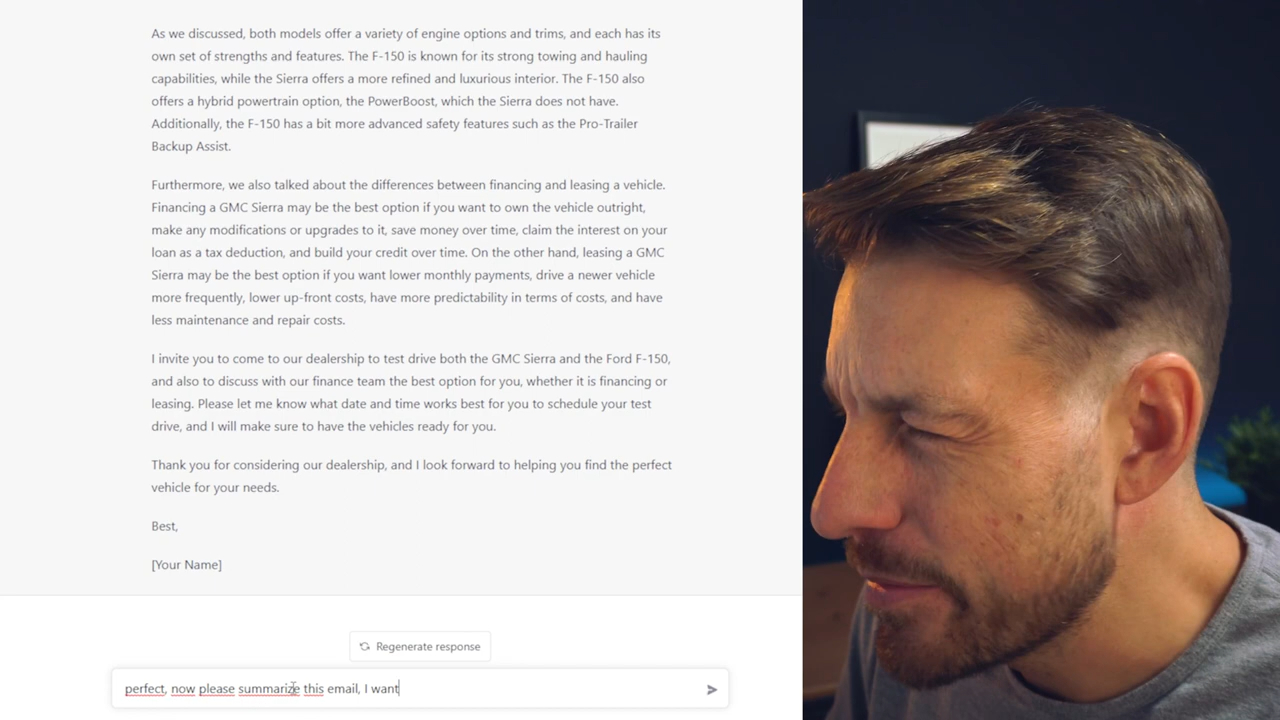 As we discussed, both models offer a variety of engine options and trims, and each has its
own set of strengths and features. The F-150 is known for its strong towing and hauling
capabilities, while the Sierra offers a more refined and luxurious interior. The F-150 also
offers a hybrid powertrain option, the PowerBoost, which the Sierra does not have.
Additionally, the F-150 has a bit more advanced safety features such as the Pro-Trailer
Backup Assist.
Furthermore, we also talked about the differences between financing and leasing a vehicle.
Financing a GMC Sierra may be the best option if you want to own the vehicle outright,
make any modifications or upgrades to it, save money over time, claim the interest on your
loan as a tax deduction, and build your credit over time. On the other hand, leasing a GMC
Sierra may be the best option if you want lower monthly payments, drive a newer vehicle
more frequently, lower up-front costs, have more predictability in terms of costs, and have
less maintenance and repair costs.
I invite you to come to our dealership to test drive both the GMC Sierra and the Ford F-150,
and also to discuss with our finance team the best option for you, whether it is financing or
leasing. Please let me know what date and time works best for you to schedule your test
drive, and I will make sure to have the vehicles ready for you.
Thank you for considering our dealership, and I look forward to helping you find the perfect
vehicle for your needs.
Best,
[Your Name]
Regenerate response
perfect, now please summarize this email, I want